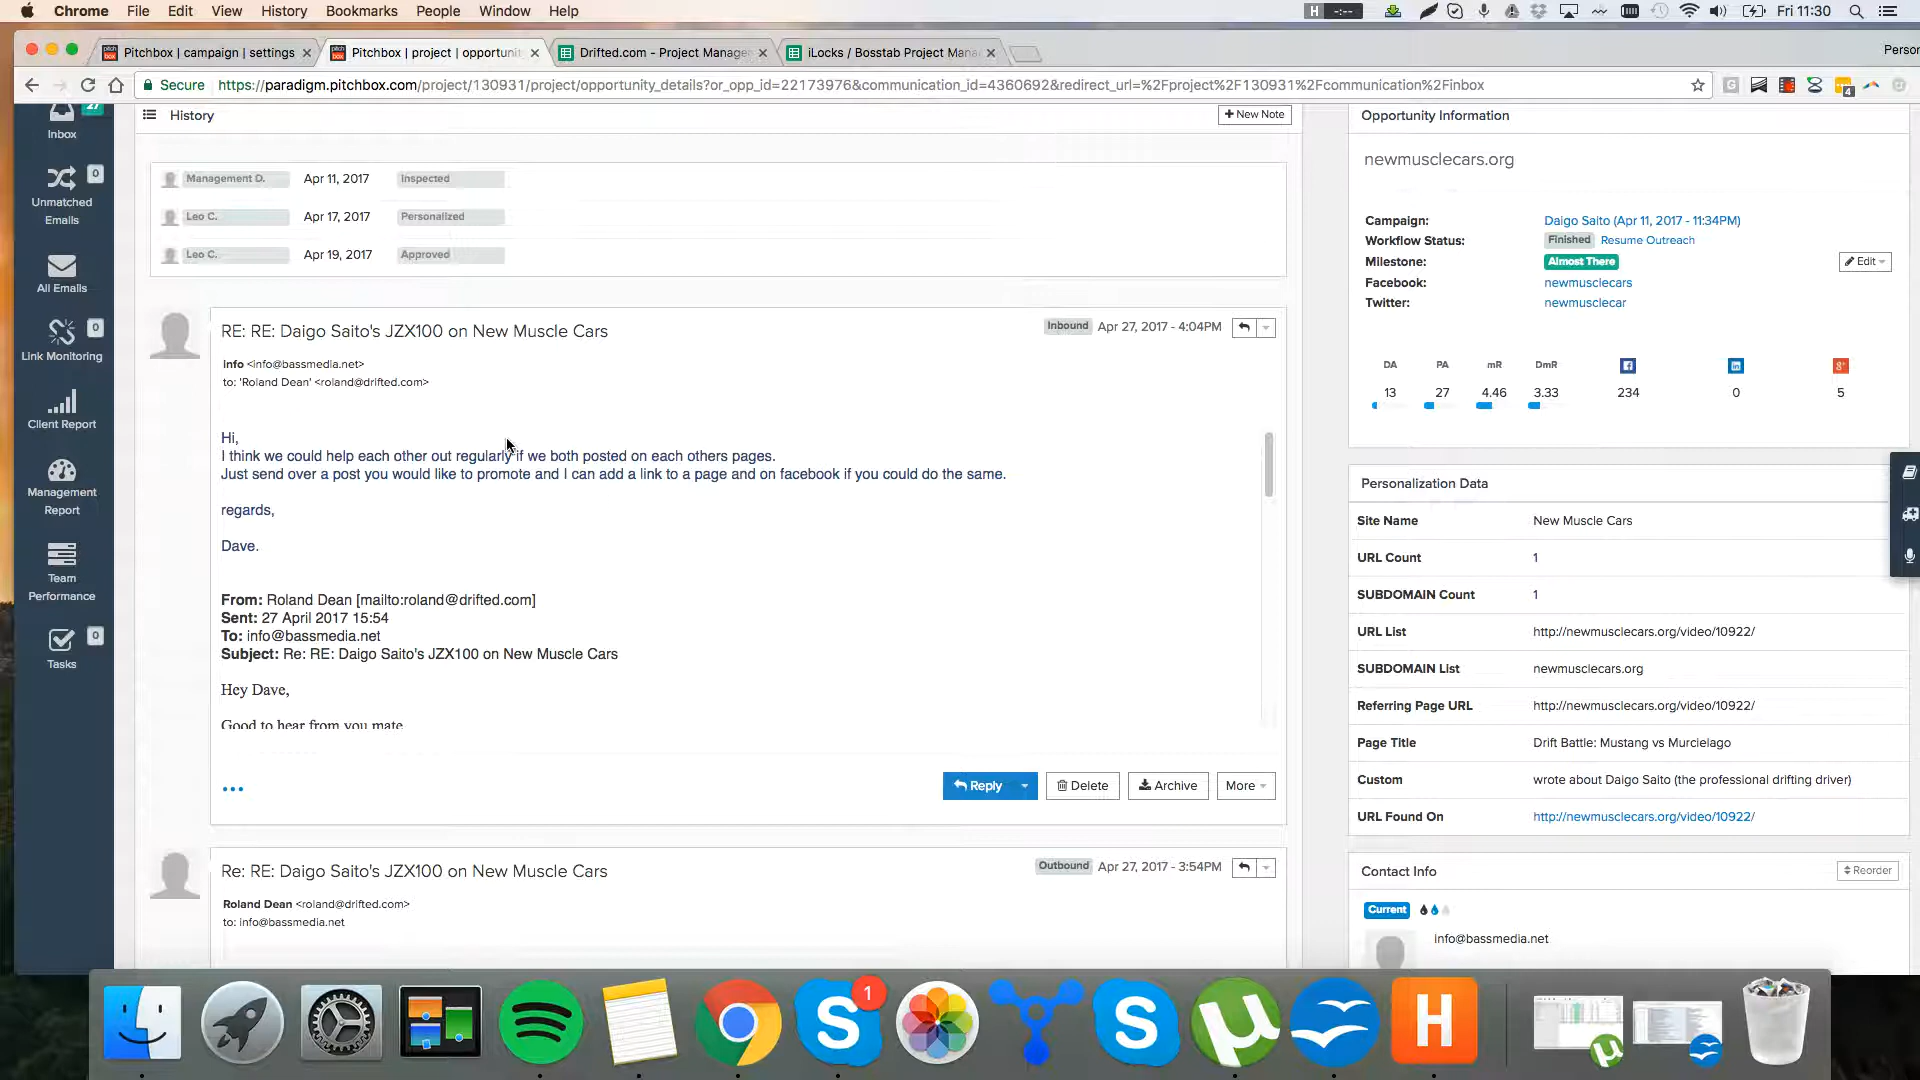 Chrome File Edit View History Bookmarks People Window Help
H --:-- Fri 11:30
Pitchbox | campaign | settings
Pitchbox | project | opportuni
Drifted.com - Project Manage
iLocks / Bosstab Project Mana
Person
Secure https://paradigm.pitchbox.com/project/130931/project/opportunity_details?or_opp_id=22173976&communication_id=4360692&redirect_url=%2Fproject%2F130931%2Fcommunication%2Finbox
4
27
Inbox
0
Unmatched
Emails
All Emails
0
Link Monitoring
Client Report
Management
Report
Team
Performance
0
Tasks
History
+ New Note
Management D. Apr 11, 2017 Inspected
Leo C. Apr 17, 2017 Personalized
Leo C. Apr 19, 2017 Approved
RE: RE: Daigo Saito's JZX100 on New Muscle Cars
Inbound Apr 27, 2017 - 4:04PM
info <info@bassmedia.net>
to: 'Roland Dean' <roland@drifted.com>
Hi,
I think we could help each other out regularly if we both posted on each others pages.
Just send over a post you would like to promote and I can add a link to a page and on facebook if you could do the same.
regards,
Dave.
From: Roland Dean [mailto:roland@drifted.com]
Sent: 27 April 2017 15:54
To: info@bassmedia.net
Subject: Re: RE: Daigo Saito's JZX100 on New Muscle Cars
Hey Dave,
Good to hear from you mate
Reply Delete Archive More
Re: RE: Daigo Saito's JZX100 on New Muscle Cars
Outbound Apr 27, 2017 - 3:54PM
Roland Dean <roland@drifted.com>
to: info@bassmedia.net
Opportunity Information
newmusclecars.org
Campaign: Daigo Saito (Apr 11, 2017 - 11:34PM)
Workflow Status: Finished Resume Outreach
Milestone: Almost There
Edit
Facebook: newmusclecars
Twitter: newmusclecar
DA PA mR DmR
13 27 4.46 3.33 234 0 5
Personalization Data
Site Name New Muscle Cars
URL Count 1
SUBDOMAIN Count 1
URL List http://newmusclecars.org/video/10922/
SUBDOMAIN List newmusclecars.org
Referring Page URL http://newmusclecars.org/video/10922/
Page Title Drift Battle: Mustang vs Murcielago
Custom wrote about Daigo Saito (the professional drifting driver)
URL Found On http://newmusclecars.org/video/10922/
Contact Info
Reorder
Current
info@bassmedia.net
1